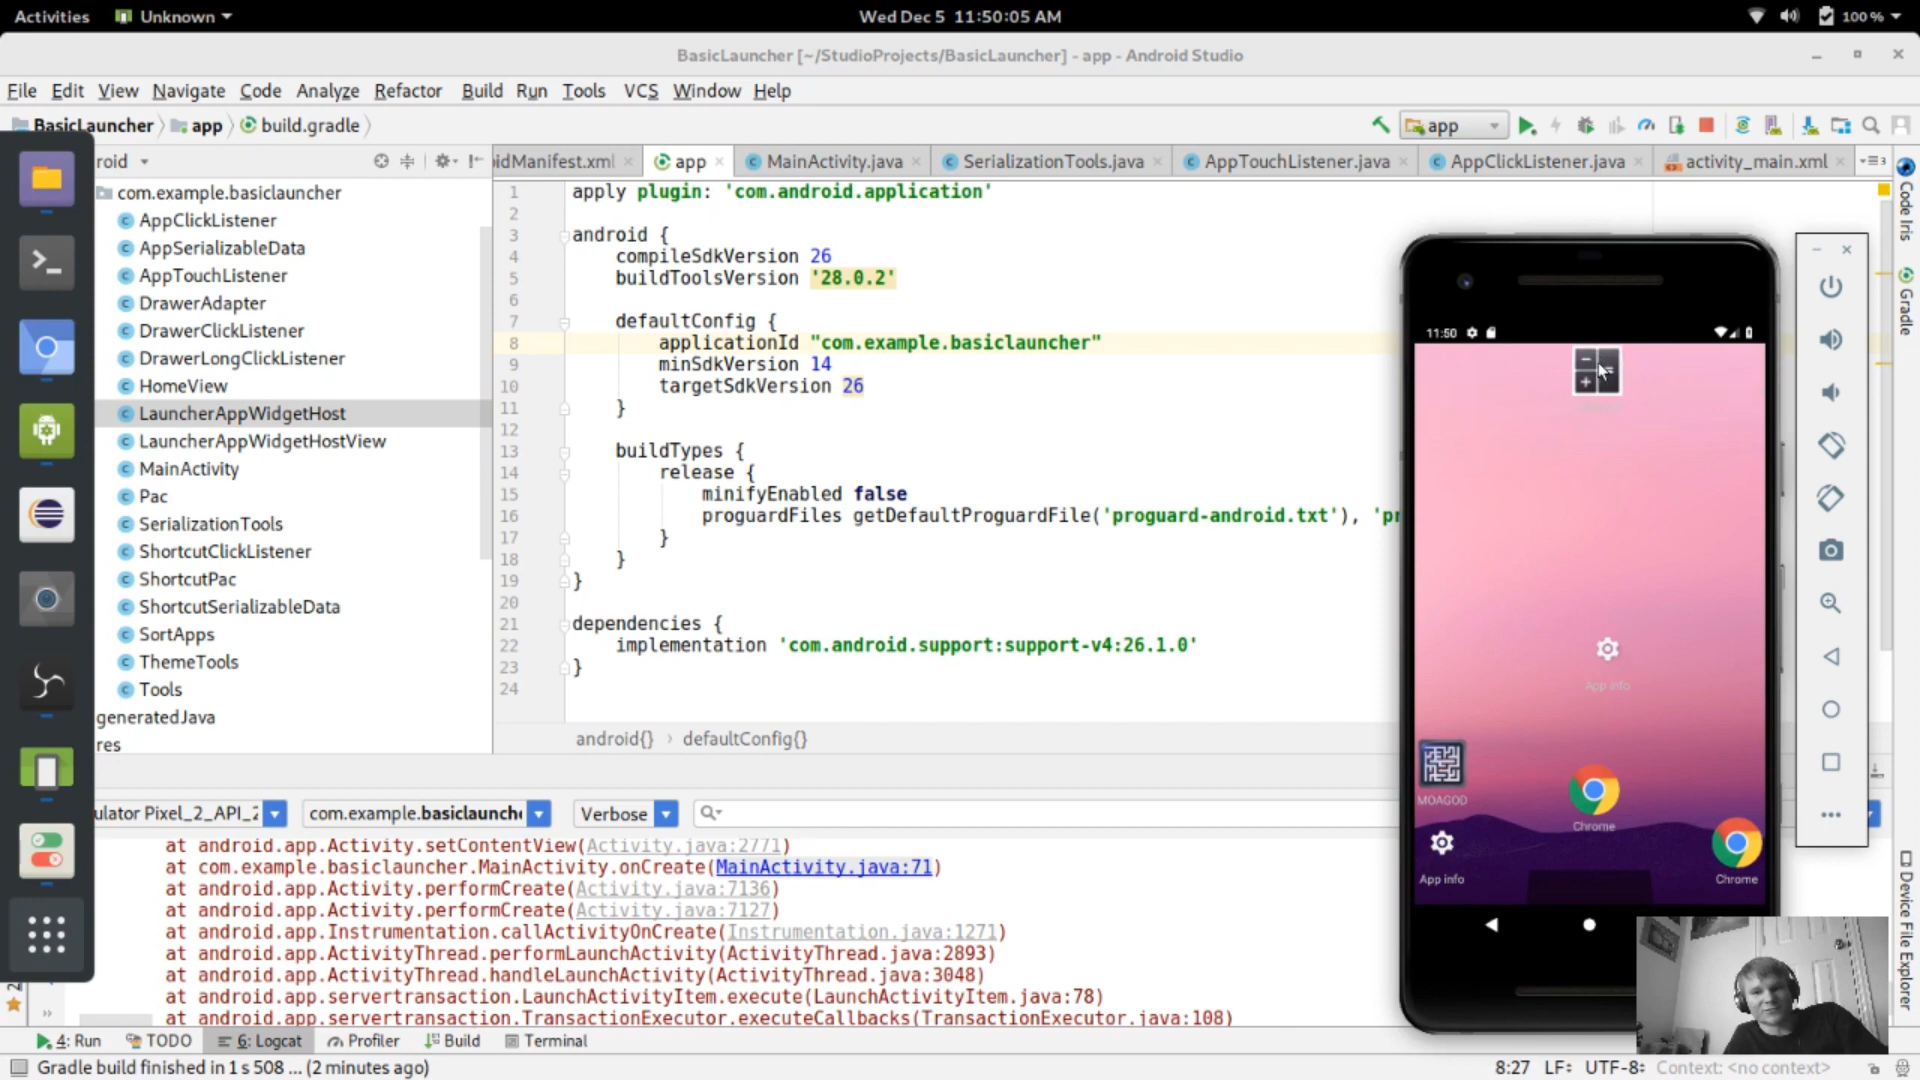 Activities
Unknown
Wed Dec 5 11:50:05 AM
100 %
BasicLauncher [~/StudioProjects/BasicLauncher] - app - Android Studio
File Edit View Navigate Code Analyze Refactor Build Run Tools VCS Window Help
BasicLauncher app build.gradle
app
roid
idManifest.xml app MainActivity.java SerializationTools.java AppTouchListener.java AppClickListener.java activity_main.xml
com.example.basiclauncher
AppClickListener
AppSerializableData
AppTouchListener
DrawerAdapter
DrawerClickListener
DrawerLongClickListener
HomeView
LauncherAppWidgetHost
LauncherAppWidgetHostView
MainActivity
Pac
SerializationTools
ShortcutClickListener
ShortcutPac
ShortcutSerializableData
SortApps
ThemeTools
Tools
generatedJava
res
1 apply plugin: 'com.android.application'
2
3 android {
4 compileSdkVersion 26
5 buildToolsVersion '28.0.2'
6
7 defaultConfig {
8 applicationId "com.example.basiclauncher"
9 minSdkVersion 14
10 targetSdkVersion 26
11 }
12
13 buildTypes {
14 release {
15 minifyEnabled false
16 proguardFiles getDefaultProguardFile('proguard-android.txt'), 'pr
17 }
18 }
19 }
20
21 dependencies {
22 implementation 'com.android.support:support-v4:26.1.0'
23 }
24
android{} › defaultConfig{}
11:50
App info
MOAGOD
Chrome
App info
Chrome
Code Iris
Gradle
Device File Explorer
ulator Pixel_2_API_2 com.example.basiclaunche Verbose
at android.app.Activity.setContentView(Activity.java:2771)
at com.example.basiclauncher.MainActivity.onCreate(MainActivity.java:71)
at android.app.Activity.performCreate(Activity.java:7136)
at android.app.Activity.performCreate(Activity.java:7127)
at android.app.Instrumentation.callActivityOnCreate(Instrumentation.java:1271)
at android.app.ActivityThread.performLaunchActivity(ActivityThread.java:2893)
at android.app.ActivityThread.handleLaunchActivity(ActivityThread.java:3048)
at android.app.servertransaction.LaunchActivityItem.execute(LaunchActivityItem.java:78)
at android.app.servertransaction.TransactionExecutor.executeCallbacks(TransactionExecutor.java:108)
4: Run TODO 6: Logcat Profiler Build Terminal
Gradle build finished in 1 s 508 ... (2 minutes ago)
8:27 LF: UTF-8: Context: <no context>